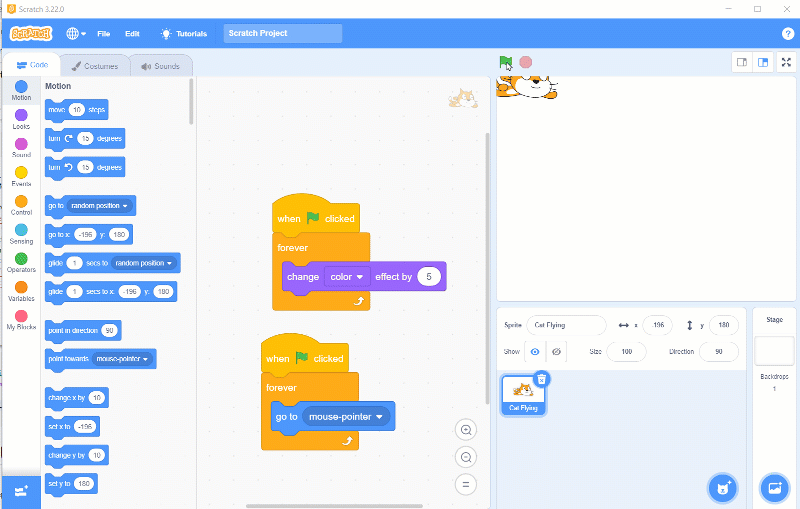 Scratch 3.22.0
SCRATCH File Edit Tutorials Scratch Project
Code Costumes Sounds
Motion
Looks
Sound
Events
Control
Sensing
Operators
Variables
My Blocks
Motion
move 10 steps
turn 15 degrees
turn 15 degrees
go to random position
go to x: -196 y: 180
glide 1 secs to random position
glide 1 secs to x: -196 y: 180
point in direction 90
point towards mouse-pointer
change x by 10
set x to -196
change y by 10
set y to 180
when clicked
forever
change color effect by 5
when clicked
forever
go to mouse-pointer
Sprite Cat Flying x -196 y 180
Show Size 100 Direction 90
Cat Flying
Stage
Backdrops
1